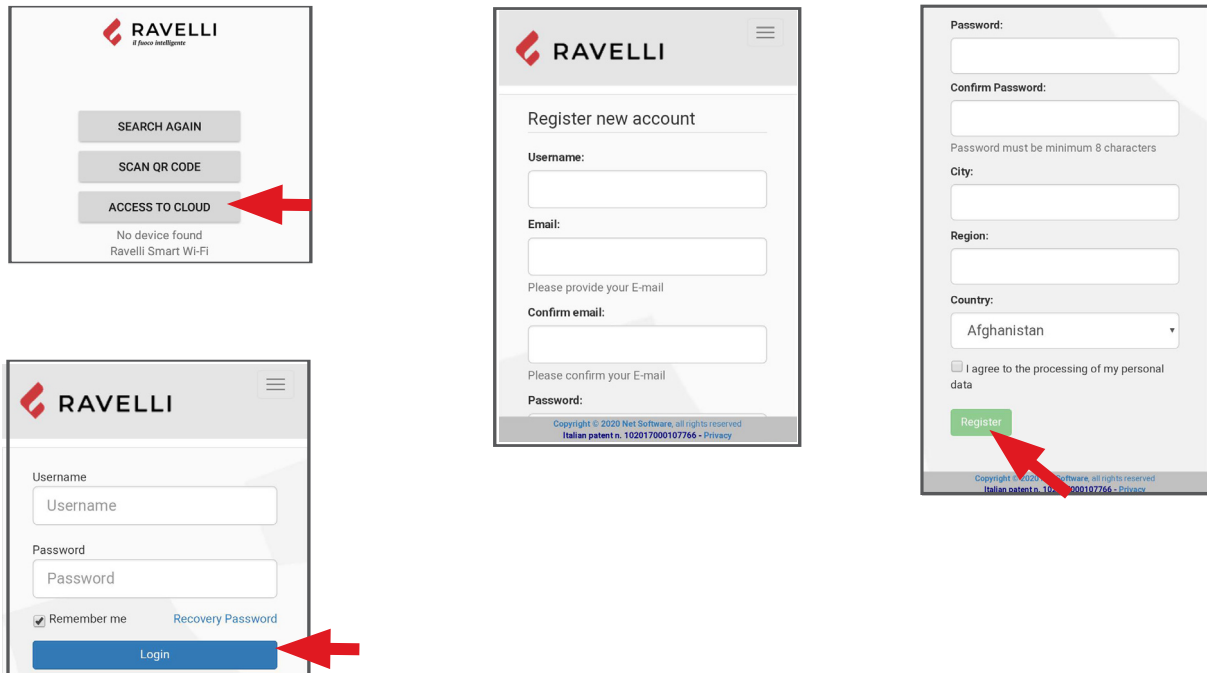 RAVELLI
il fuoco intelligente
SEARCH AGAIN
SCAN QR CODE
ACCESS TO CLOUD
No device found
Ravelli Smart Wi-Fi
RAVELLI
Username
Username
Password
Password
Remember me
Recovery Password
Login
RAVELLI
Register new account
Username:
Email:
Please provide your E-mail
Confirm email:
Please confirm your E-mail
Password:
Copyright © 2020 Net Software, all rights reserved
Italian patent n. 102017000107766 - Privacy
Password:
Confirm Password:
Password must be minimum 8 characters
City:
Region:
Country:
Afghanistan
I agree to the processing of my personal
data
Register
Copyright © 2020 Software, all rights reserved
Italian patent n. 000107766 - Privacy